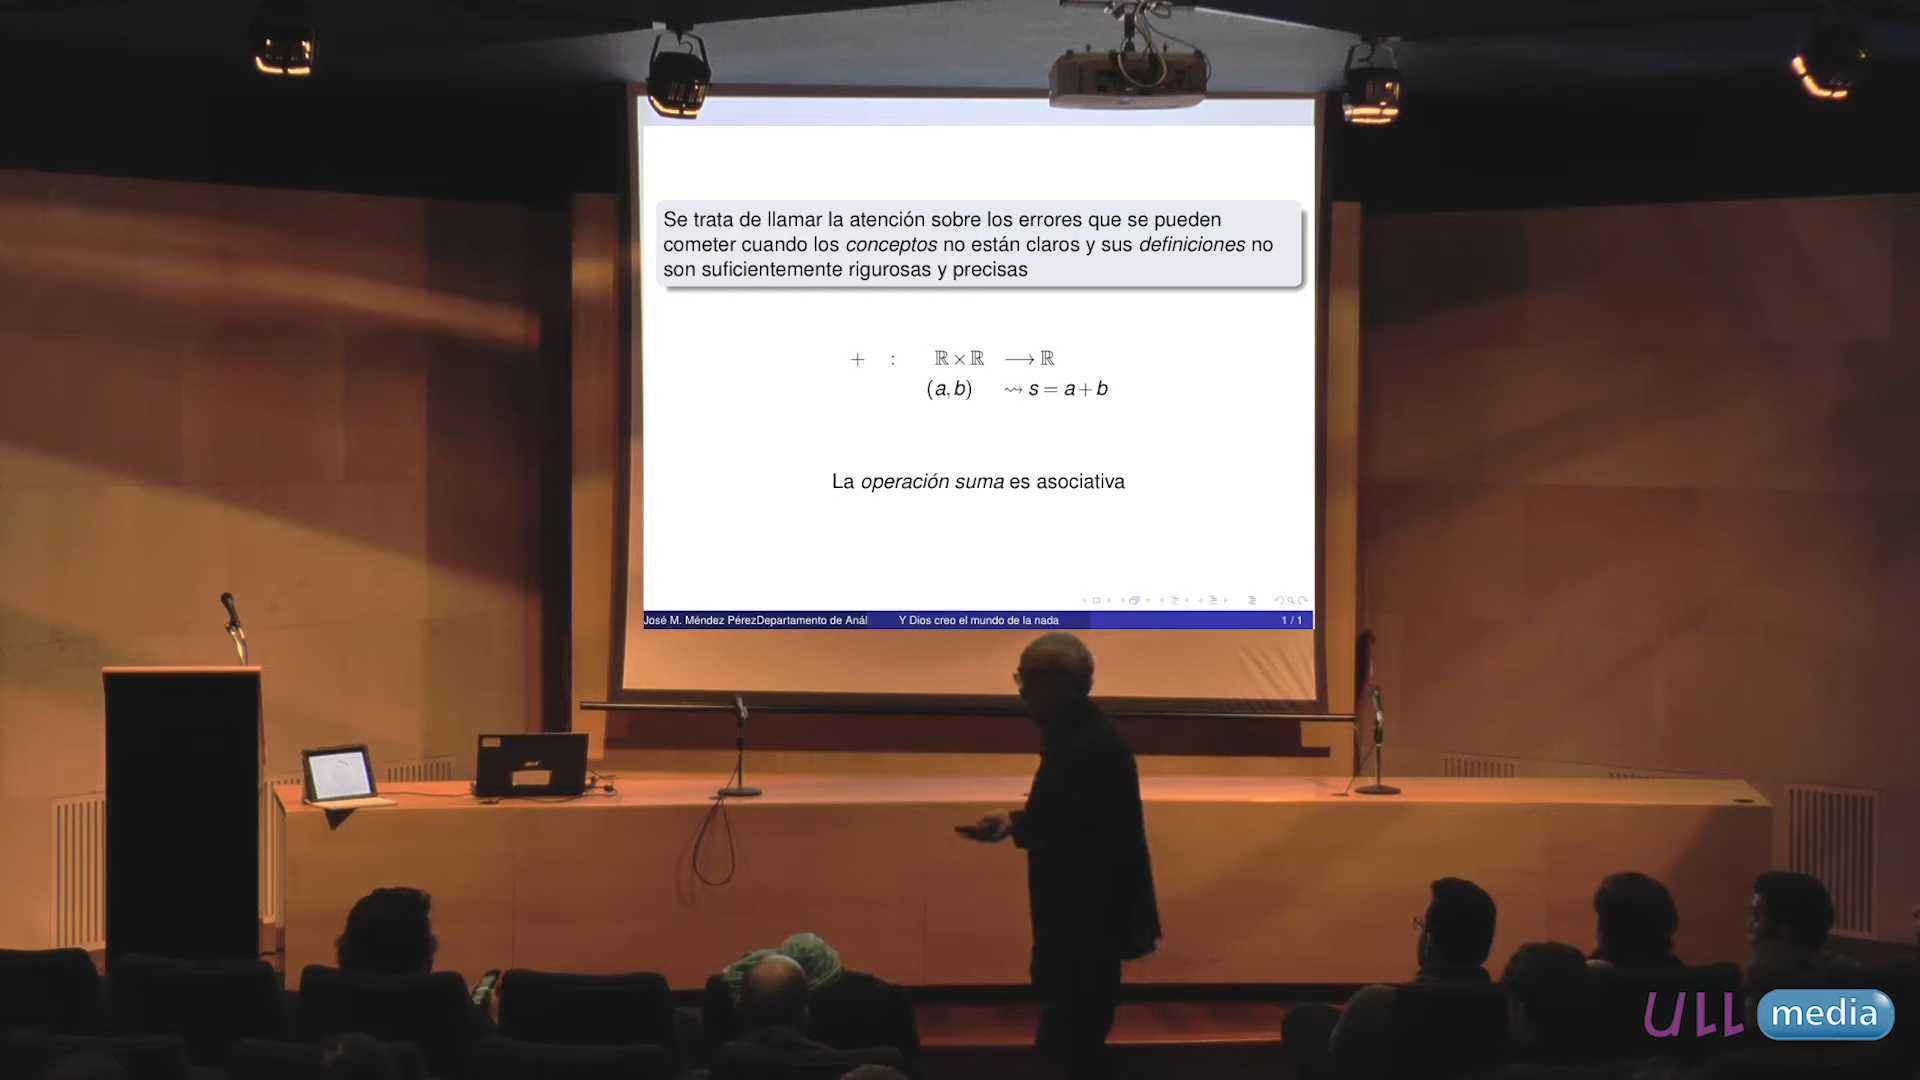 Se trata de llamar la atención sobre los errores que se pueden
cometer cuando los conceptos no están claros y sus definiciones no
son suficientemente rigurosas y precisas
+ : ℝ × ℝ ⟶ ℝ
(a, b) ⇝ s = a + b
La operación suma es asociativa
José M. Méndez PérezDepartamento de Anál Y Dios creo el mundo de la nada 1 / 1
acer
ULL media